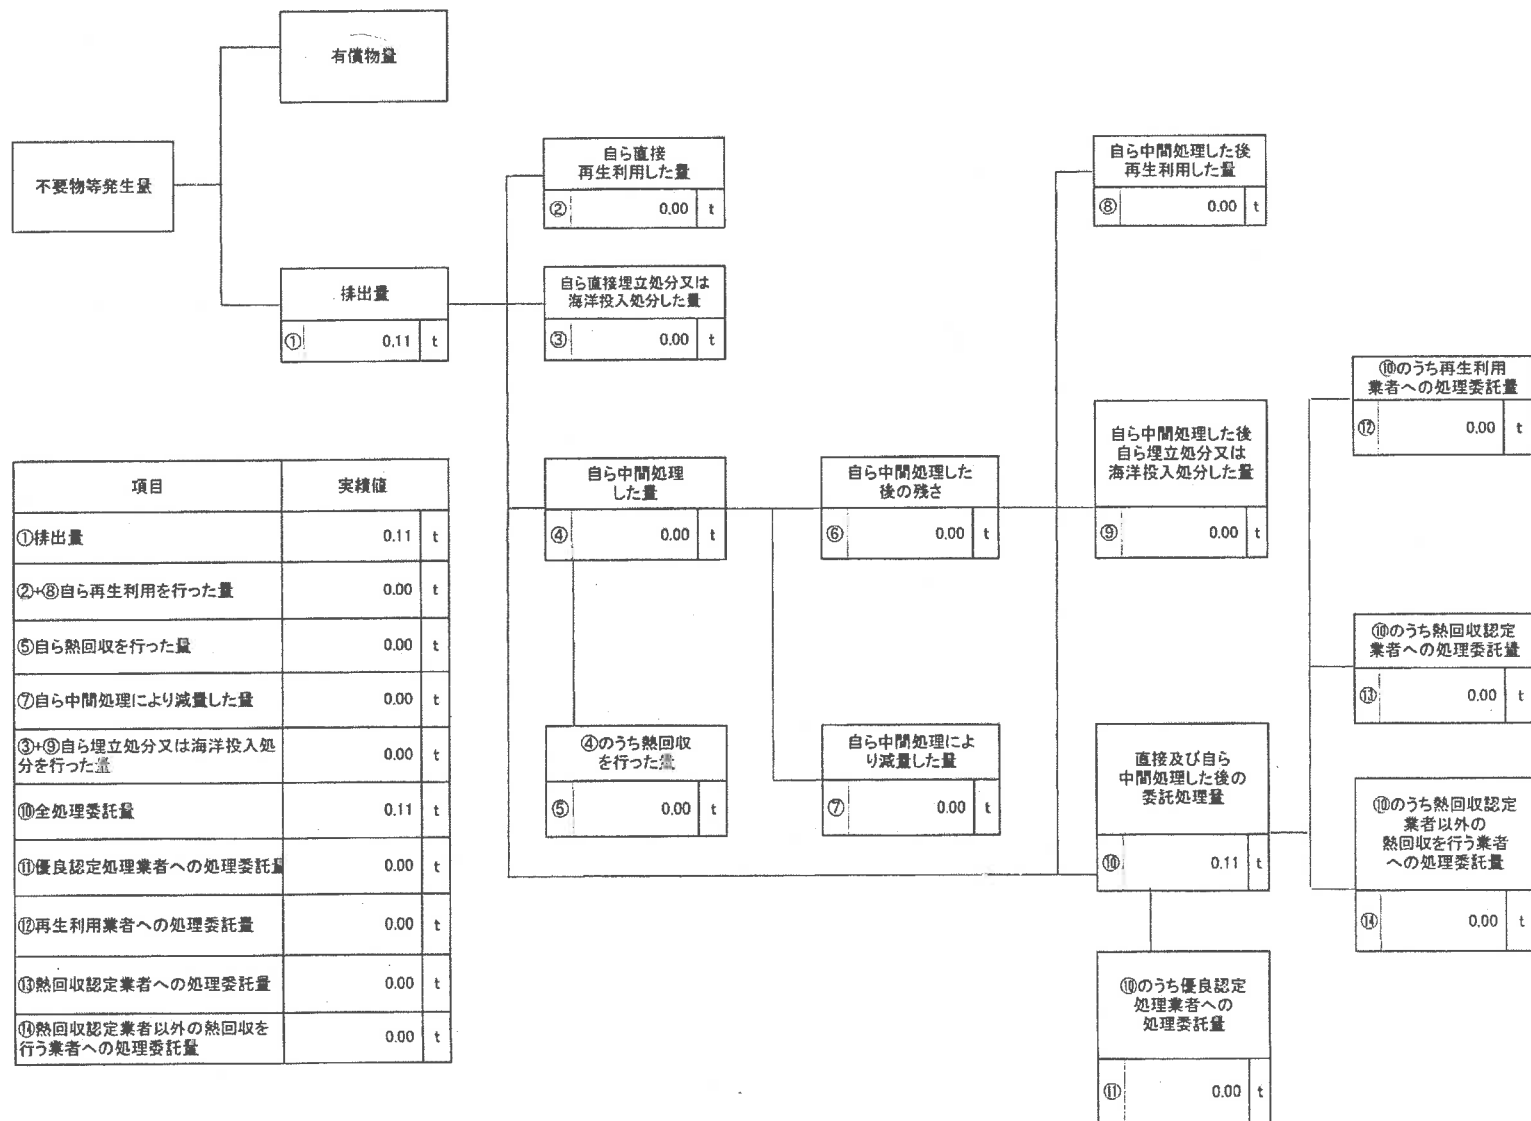 有償物量
不要物等発生量
排出量
① 0.11 t
自ら直接
再生利用した量
② 0.00 t
自ら直接埋立処分又は
海洋投入処分した量
③ 0.00 t
自ら中間処理
した量
④ 0.00 t
④のうち熱回収
を行った量
⑤ 0.00 t
自ら中間処理した
後の残さ
⑥ 0.00 t
自ら中間処理によ
り減量した量
⑦ 0.00 t
自ら中間処理した後
再生利用した量
⑧ 0.00 t
自ら中間処理した後
自ら埋立処分又は
海洋投入処分した量
⑨ 0.00 t
直接及び自ら
中間処理した後の
委託処理量
⑩ 0.11 t
⑩のうち優良認定
処理業者への
処理委託量
⑪ 0.00 t
⑩のうち再生利用
業者への処理委託量
⑫ 0.00 t
⑩のうち熱回収認定
業者への処理委託量
⑬ 0.00 t
⑩のうち熱回収認定
業者以外の
熱回収を行う業者
への処理委託量
⑭ 0.00 t
項目 実績値
①排出量 0.11 t
②+⑧自ら再生利用を行った量 0.00 t
⑤自ら熱回収を行った量 0.00 t
⑦自ら中間処理により減量した量 0.00 t
③+⑨自ら埋立処分又は海洋投入処
分を行った量 0.00 t
⑩全処理委託量 0.11 t
⑪優良認定処理業者への処理委託量 0.00 t
⑫再生利用業者への処理委託量 0.00 t
⑬熱回収認定業者への処理委託量 0.00 t
⑭熱回収認定業者以外の熱回収を
行う業者への処理委託量 0.00 t